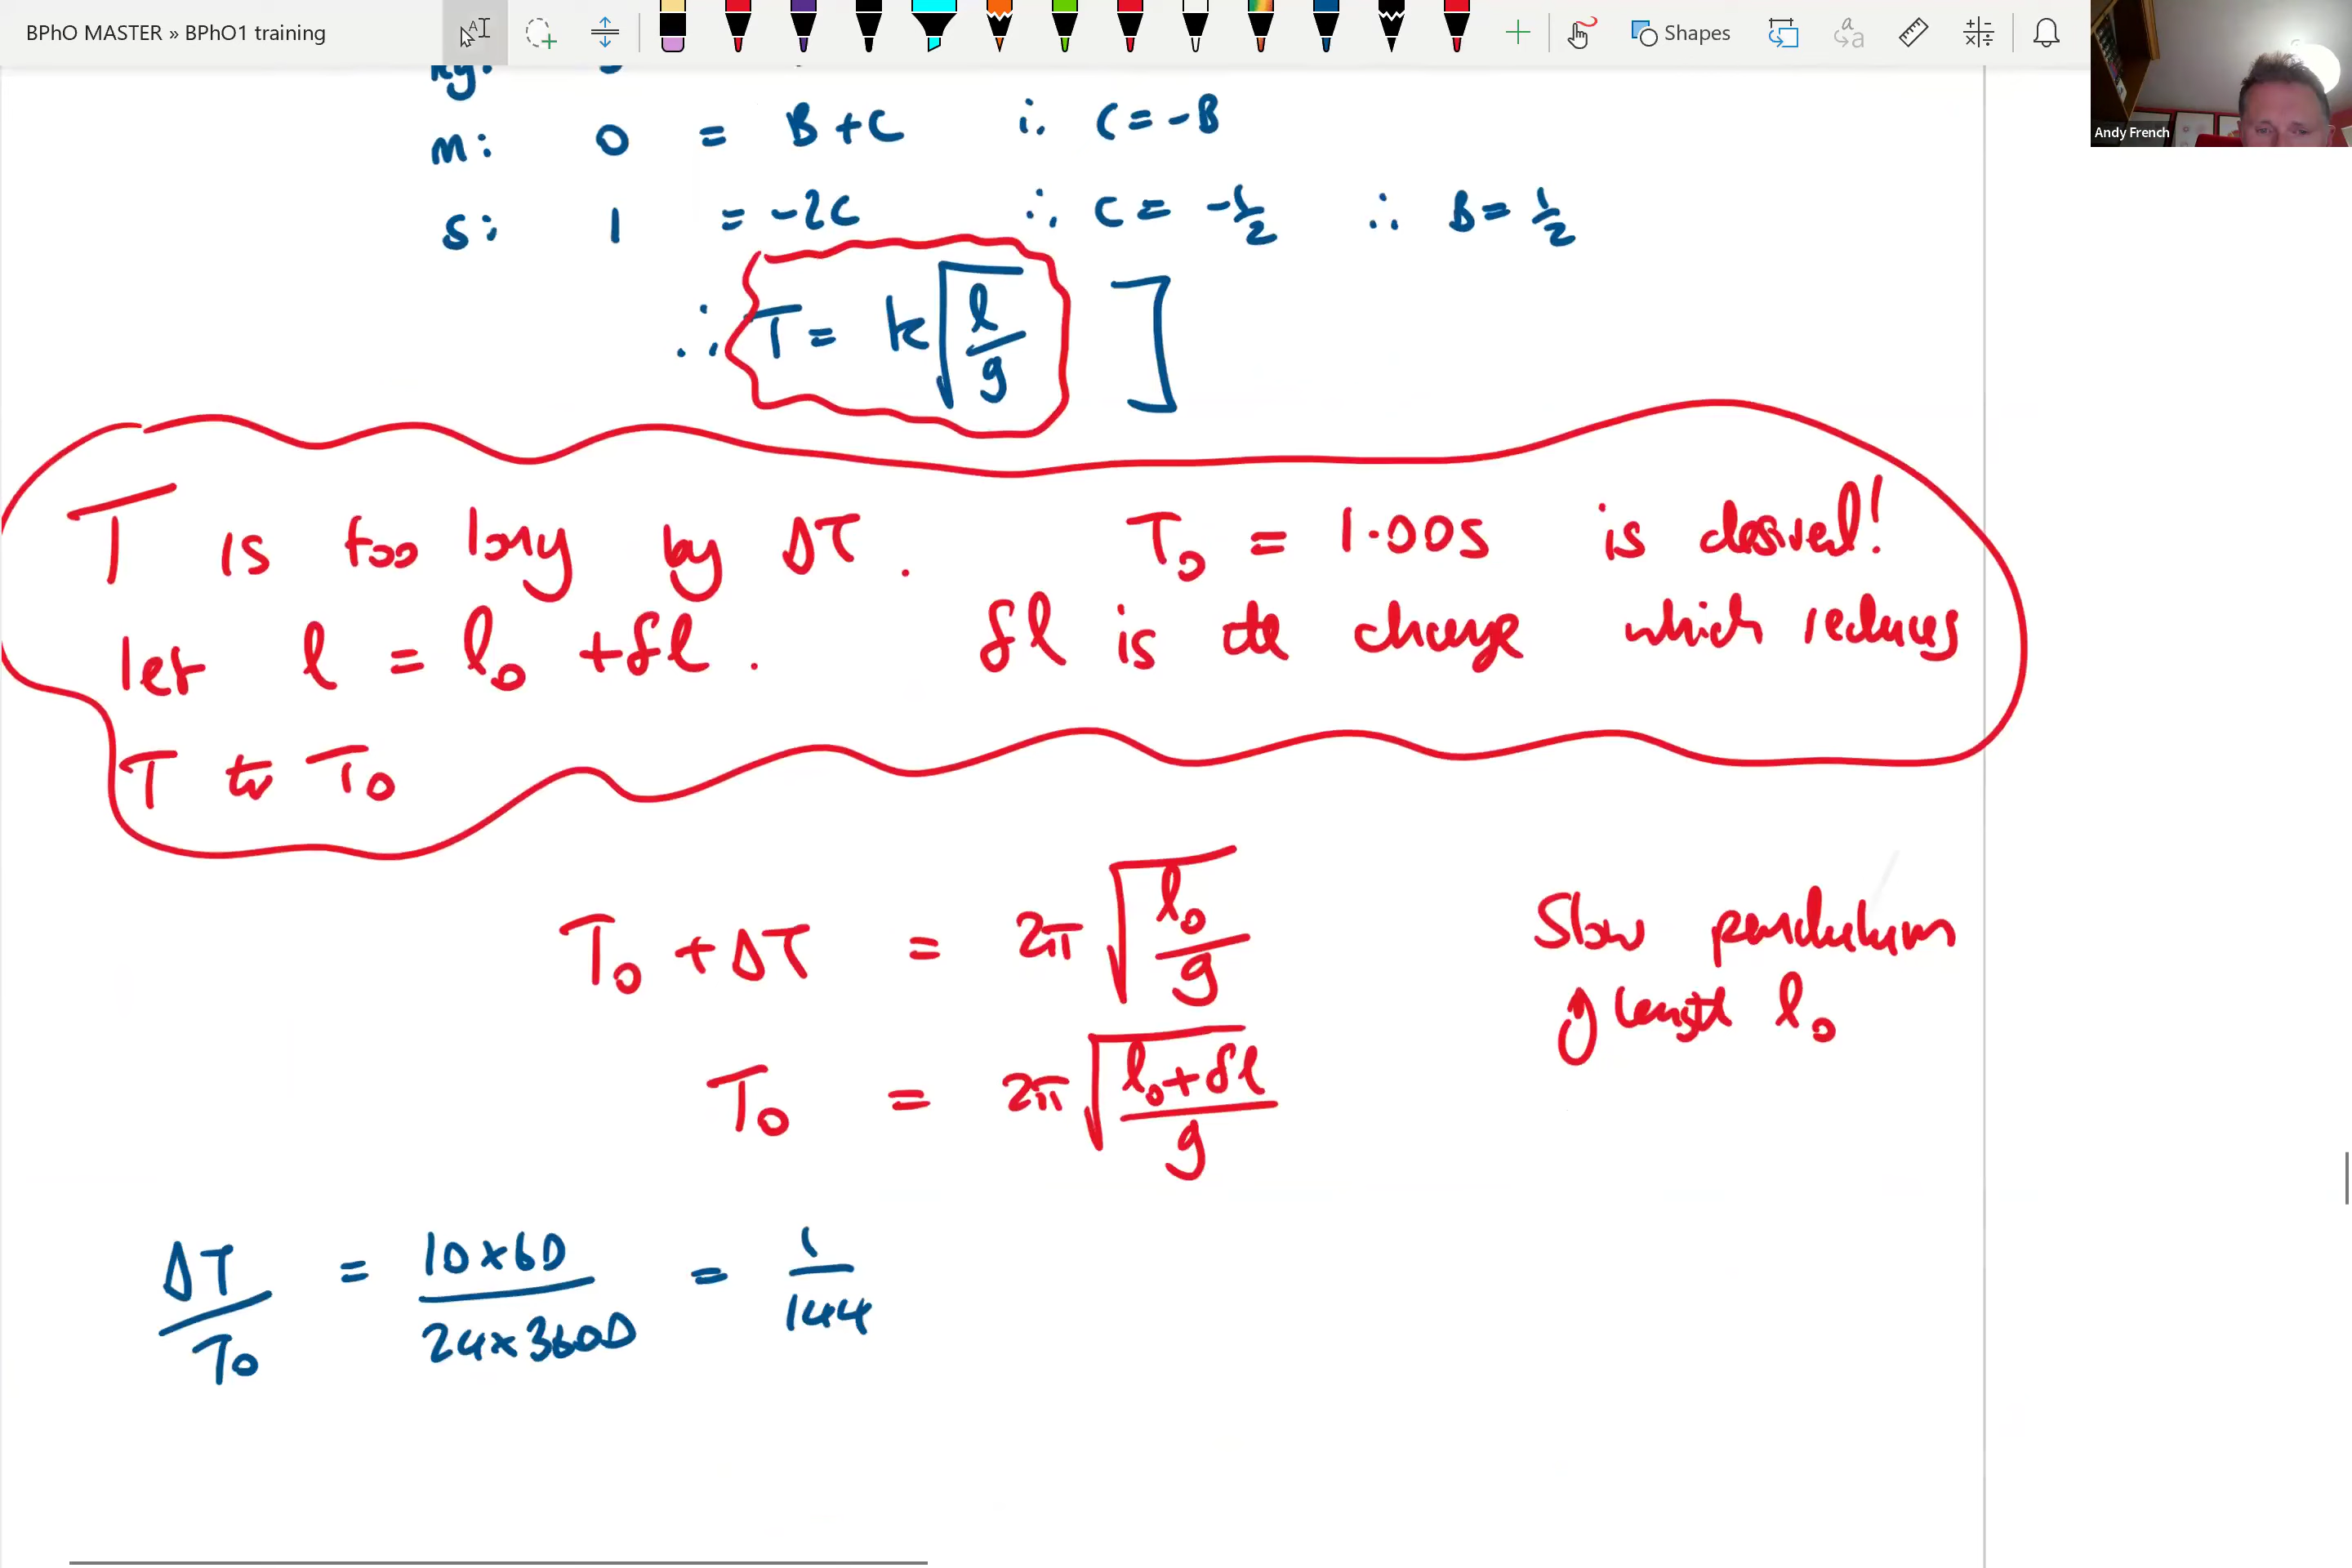 BPhO MASTER » BPhO1 training
Shapes
Andy French
kg:
m: 0 = B + C ∴ C = -B
s: 1 = -2C ∴ C = -1/2 ∴ B = 1/2
∴ T = k√(l/g) ]
T is too long by ΔT. T₀ = 1.00s is desired!
let l = l₀ + δl. δl is the change which reduces
T to T₀
T₀ + ΔT = 2π√(l₀/g)
Slow pendulum
of length l₀
T₀ = 2π√((l₀+δl)/g)
ΔT/T₀ = (10×60)/(24×3600) = 1/144